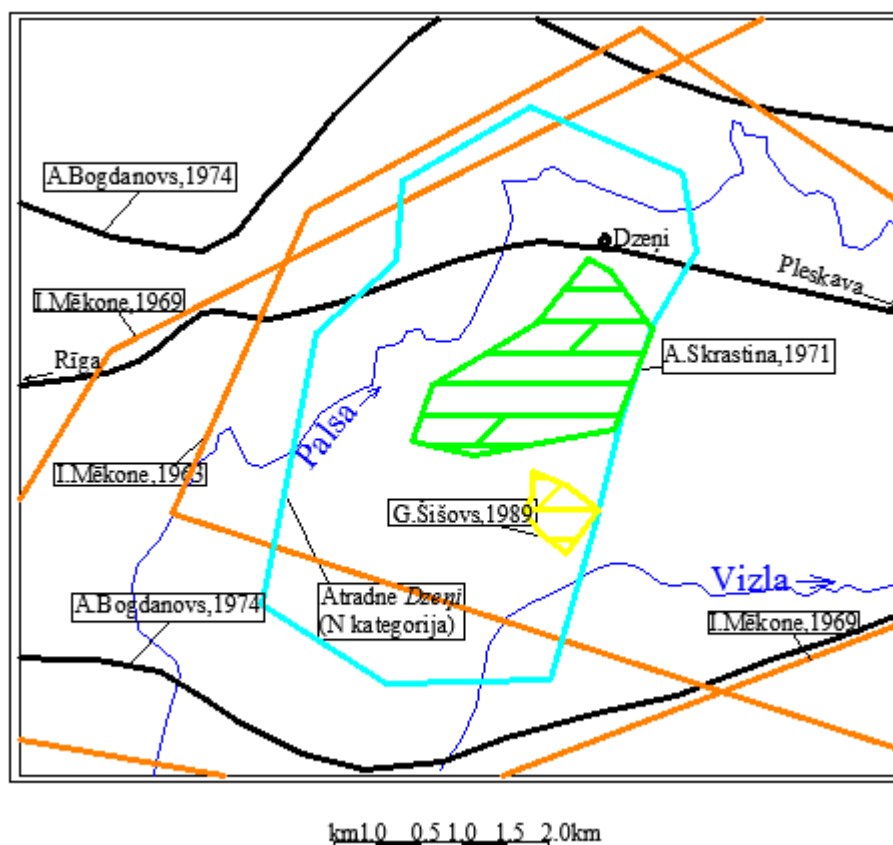 A.Bogdanovs,1974
Dzeņi
Pleskava
I.Mēkone,1969
Rīga
A.Skrastina,1971
Palsa
I.Mēkone,1963
G.Šišovs,1989
Vizla
A.Bogdanovs,1974
Atradne Dzeņi
(N kategorija)
I.Mēkone,1969
km1.0 0.5 1.0 1.5 2.0km